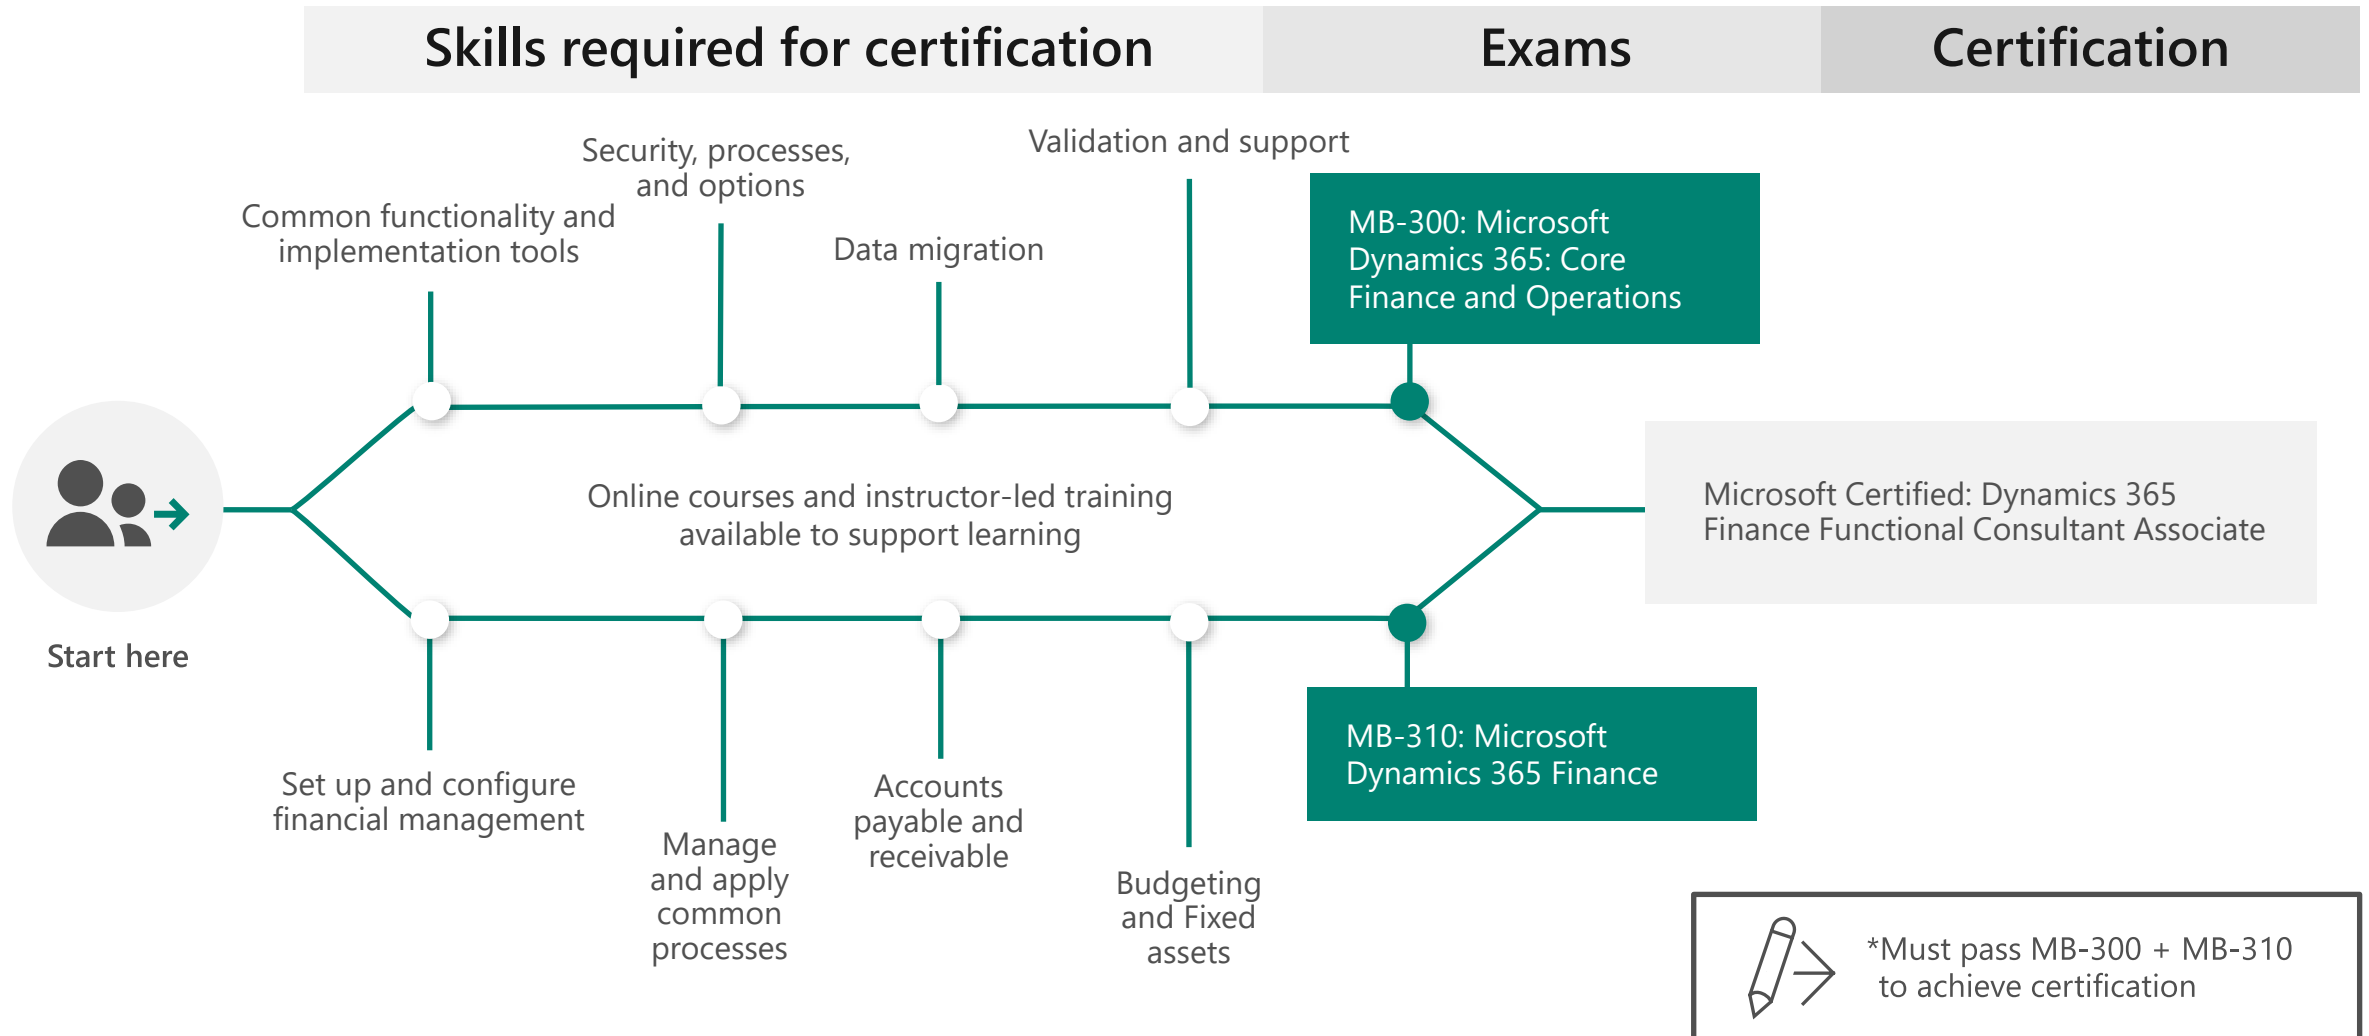 Skills required for certification
Exams
Certification
Common functionality and
implementation tools
Security, processes,
and options
Data migration
Validation and support
MB-300: Microsoft
Dynamics 365: Core
Finance and Operations
Start here
Online courses and instructor-led training
available to support learning
Microsoft Certified: Dynamics 365
Finance Functional Consultant Associate
Set up and configure
financial management
Manage
and apply
common
processes
Accounts
payable and
receivable
Budgeting
and Fixed
assets
MB-310: Microsoft
Dynamics 365 Finance
*Must pass MB-300 + MB-310
to achieve certification